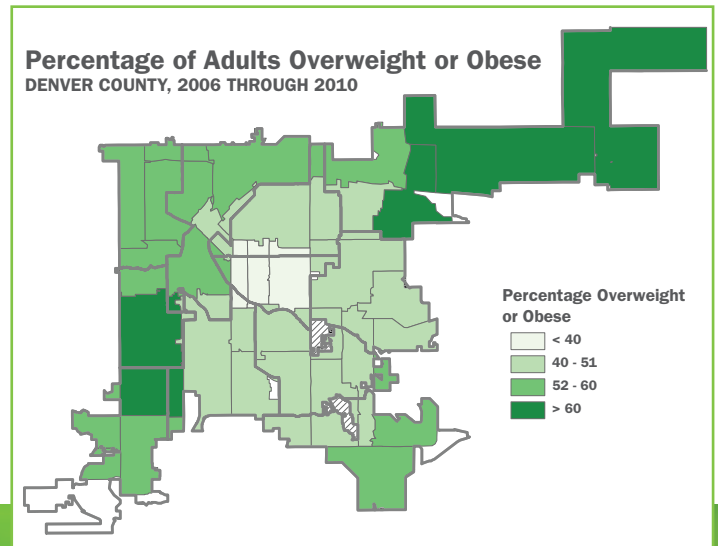 Percentage of Adults Overweight or Obese
DENVER COUNTY, 2006 THROUGH 2010
Percentage Overweight
or Obese
< 40
40 - 51
52 - 60
> 60